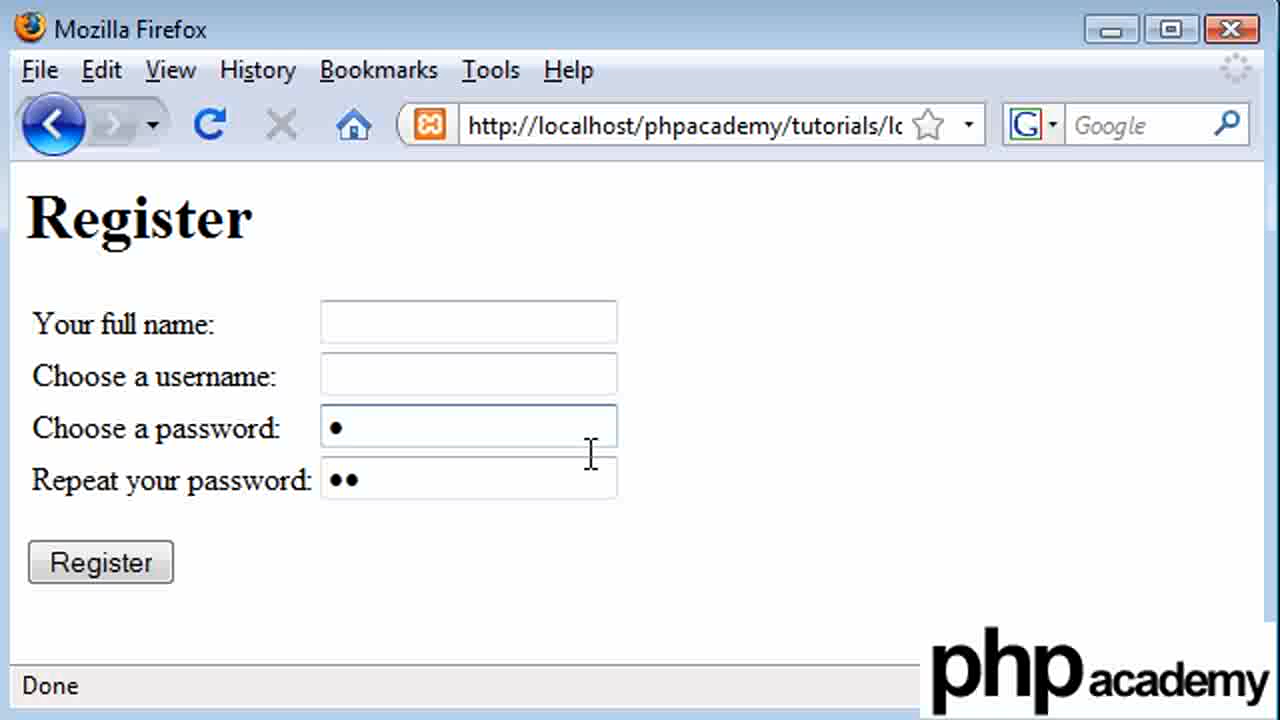 Mozilla Firefox
File Edit View History Bookmarks Tools Help
http://localhost/phpacademy/tutorials/lo G Google
Register
Your full name:
Choose a username:
Choose a password:
Repeat your password:
Register
Done
php academy